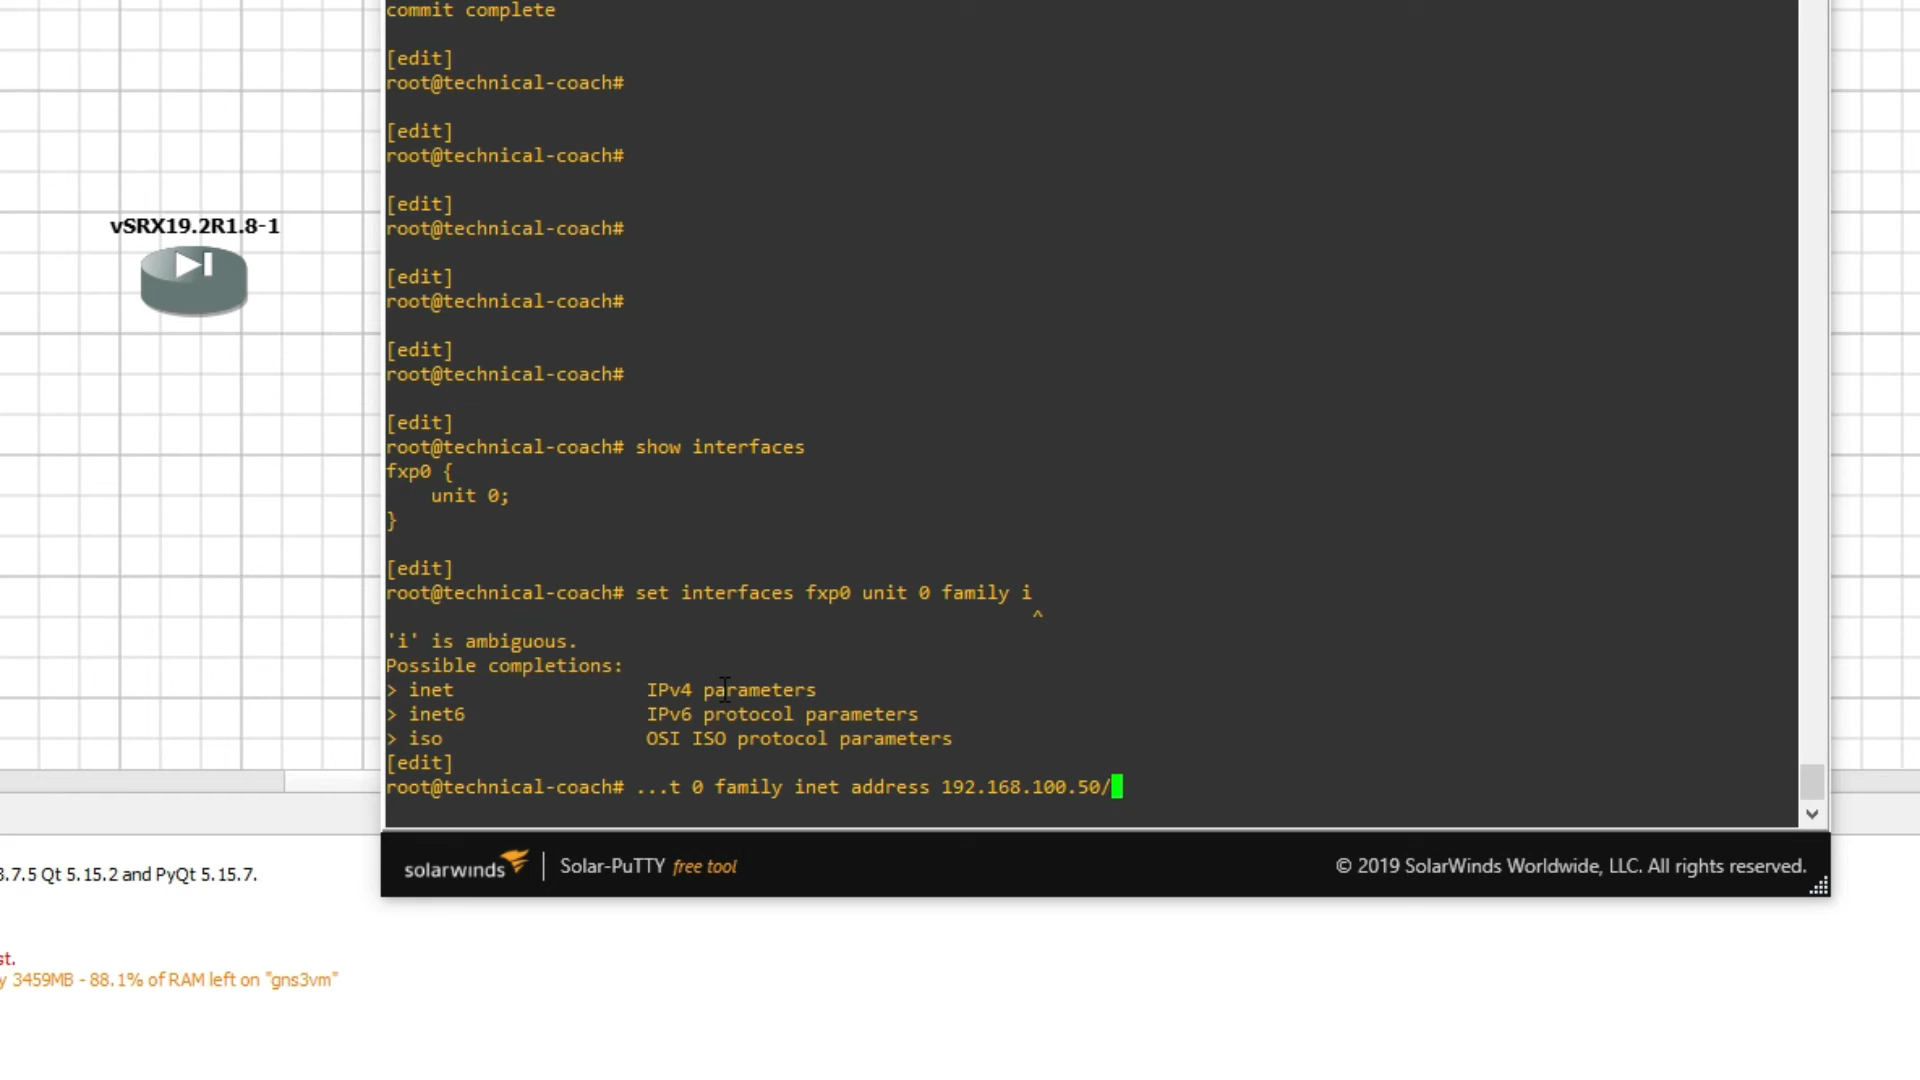 commit complete
[edit]
root@technical-coach#
[edit]
root@technical-coach#
[edit]
root@technical-coach#
[edit]
root@technical-coach#
[edit]
root@technical-coach#
[edit]
root@technical-coach# show interfaces
fxp0 {
unit 0;
}
[edit]
root@technical-coach# set interfaces fxp0 unit 0 family i
^
'i' is ambiguous.
Possible completions:
> inet IPv4 parameters
> inet6 IPv6 protocol parameters
> iso OSI ISO protocol parameters
[edit]
root@technical-coach# ...t 0 family inet address 192.168.100.50/
vSRX19.2R1.8-1
solarwinds Solar-PuTTY free tool © 2019 SolarWinds Worldwide, LLC. All rights reserved.
3.7.5 Qt 5.15.2 and PyQt 5.15.7.
st.
y 3459MB - 88.1% of RAM left on "gns3vm"